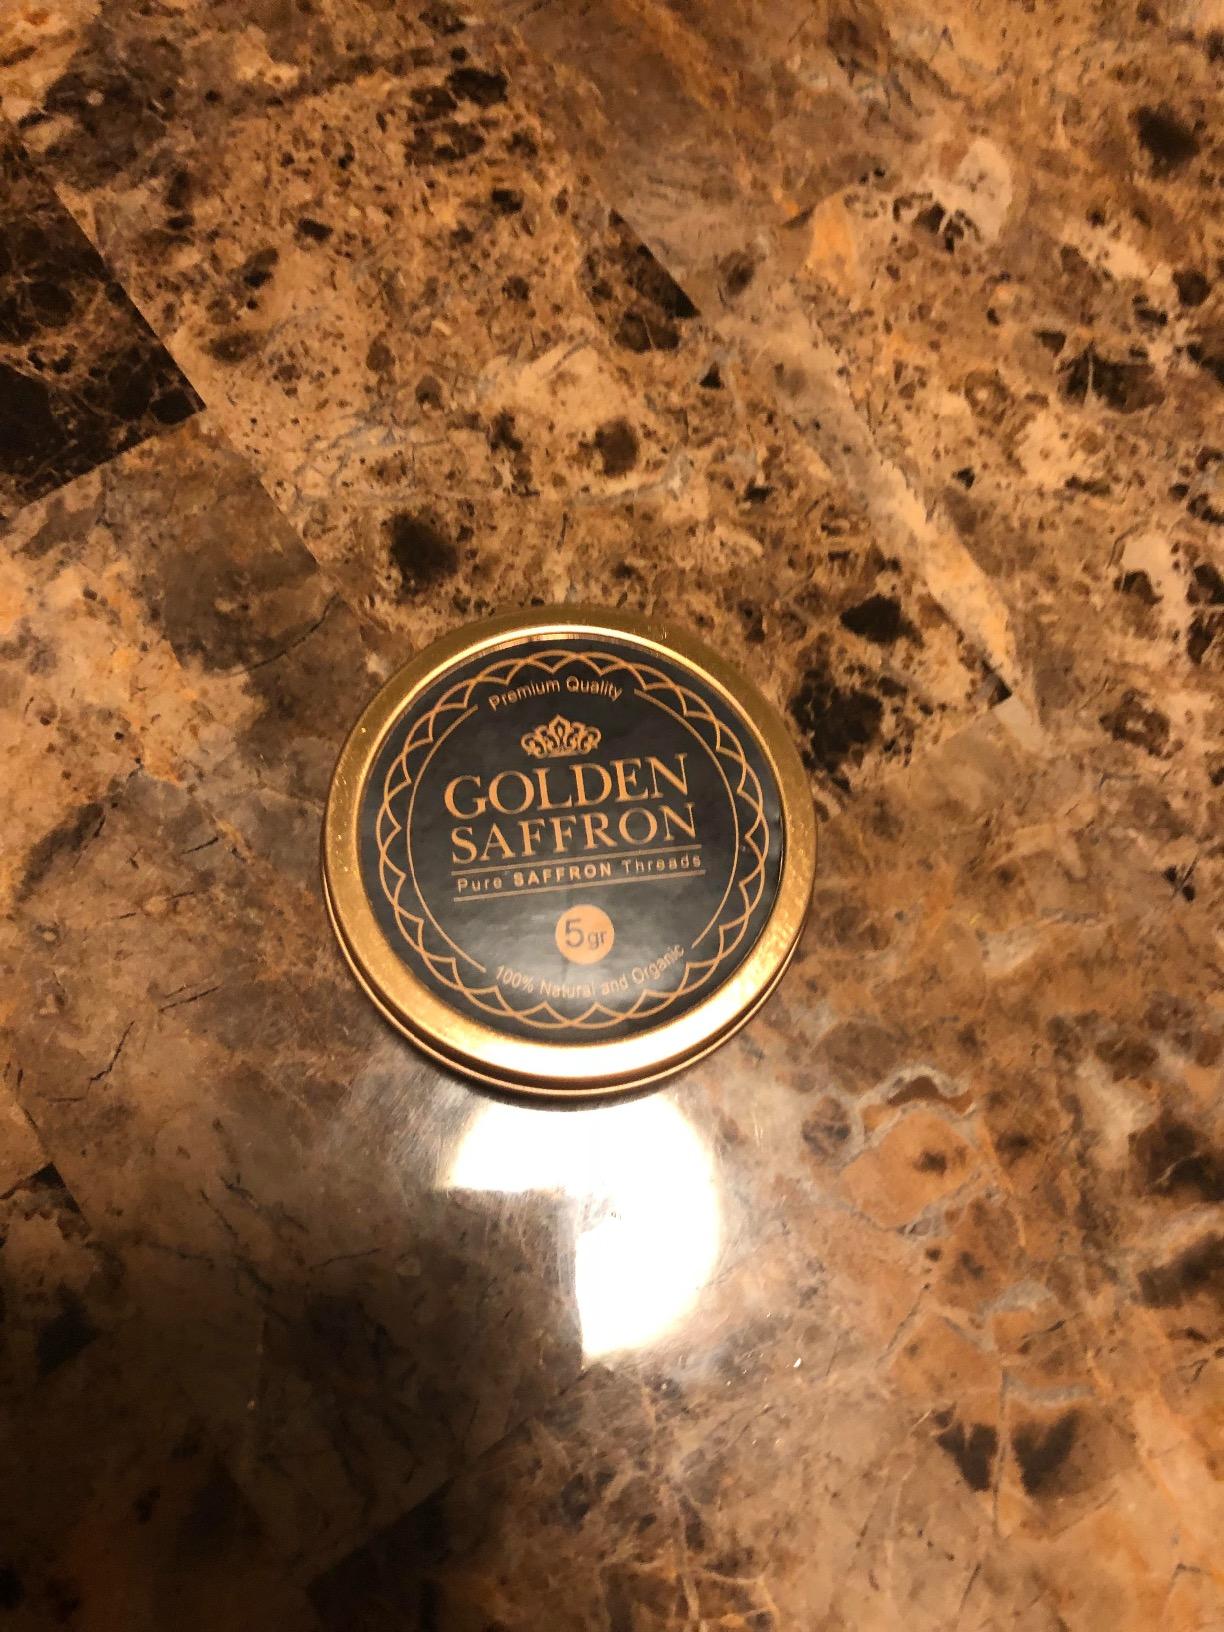 Premium Quality
GOLDEN
SAFFRON
Pure SAFFRON Threads
5gr
100% Natural and Organic